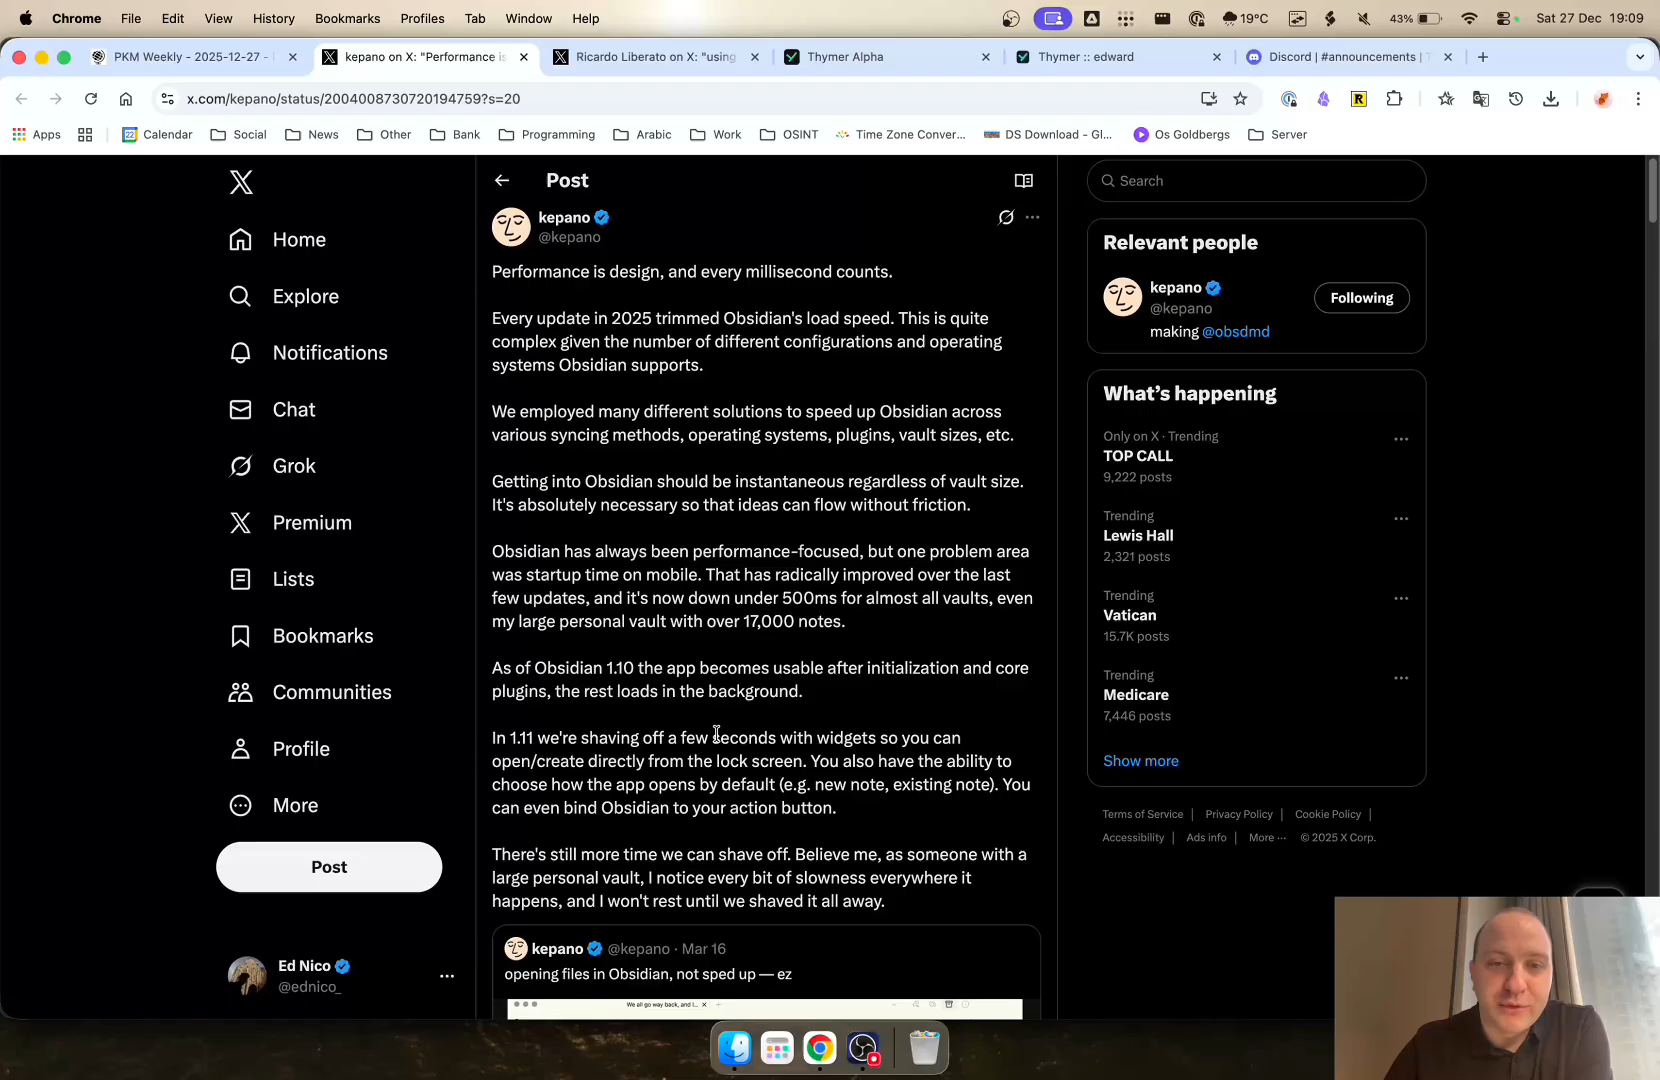 Chrome File Edit View History Bookmarks Profiles Tab Window Help 19°C 43% Sat 27 Dec 19:09
PKM Weekly - 2025-12-27 -
kepano on X: "Performance is
Ricardo Liberato on X: "using
Thymer Alpha
Thymer :: edward
Discord | #announcements | T
x.com/kepano/status/2004008730720194759?s=20
Apps Calendar Social News Other Bank Programming Arabic Work OSINT Time Zone Conver... DS Download - Gl... Os Goldbergs Server
Home
Explore
Notifications
Chat
Grok
Premium
Lists
Bookmarks
Communities
Profile
More
Post
Ed Nico
@ednico_
Post
kepano
@kepano
Performance is design, and every millisecond counts.
Every update in 2025 trimmed Obsidian's load speed. This is quite
complex given the number of different configurations and operating
systems Obsidian supports.
We employed many different solutions to speed up Obsidian across
various syncing methods, operating systems, plugins, vault sizes, etc.
Getting into Obsidian should be instantaneous regardless of vault size.
It's absolutely necessary so that ideas can flow without friction.
Obsidian has always been performance-focused, but one problem area
was startup time on mobile. That has radically improved over the last
few updates, and it's now down under 500ms for almost all vaults, even
my large personal vault with over 17,000 notes.
As of Obsidian 1.10 the app becomes usable after initialization and core
plugins, the rest loads in the background.
In 1.11 we're shaving off a few seconds with widgets so you can
open/create directly from the lock screen. You also have the ability to
choose how the app opens by default (e.g. new note, existing note). You
can even bind Obsidian to your action button.
There's still more time we can shave off. Believe me, as someone with a
large personal vault, I notice every bit of slowness everywhere it
happens, and I won't rest until we shaved it all away.
kepano @kepano · Mar 16
opening files in Obsidian, not sped up — ez
We all go way back, and I...
Search
Relevant people
kepano
@kepano
Following
making @obsdmd
What's happening
Only on X · Trending
TOP CALL
9,222 posts
Trending
Lewis Hall
2,321 posts
Trending
Vatican
15.7K posts
Trending
Medicare
7,446 posts
Show more
Terms of Service | Privacy Policy | Cookie Policy |
Accessibility | Ads info | More ··· © 2025 X Corp.